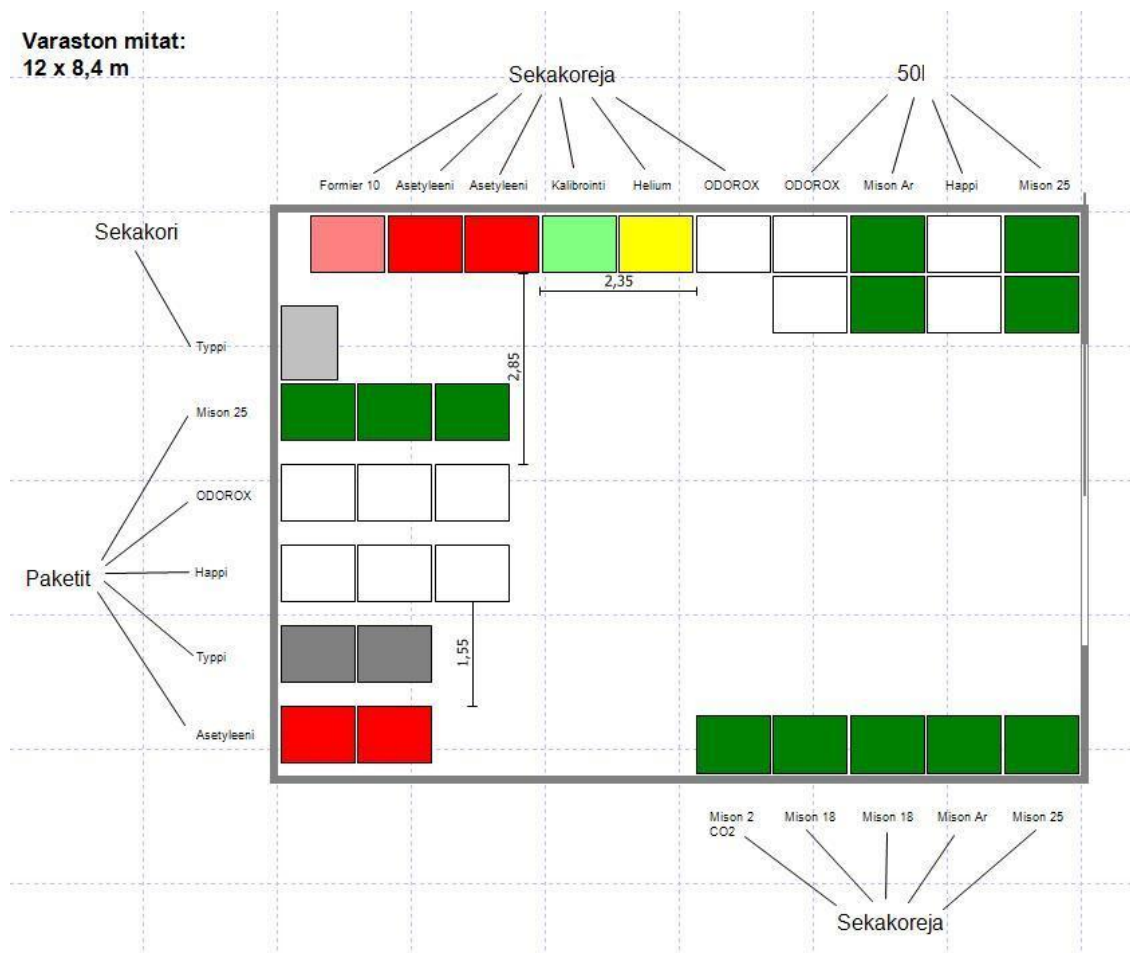 Varaston mitat:
12 x 8,4 m
Sekakoreja
50l
Formier 10
Asetyleeni
Asetyleeni
Kalibrointi
Helium
ODOROX
ODOROX
Mison Ar
Happi
Mison 25
Sekakori
2,35
2,85
Typpi
Mison 25
ODOROX
Paketit
Happi
1,55
Typpi
Asetyleeni
Mison 2
CO2
Mison 18
Mison 18
Mison Ar
Mison 25
Sekakoreja